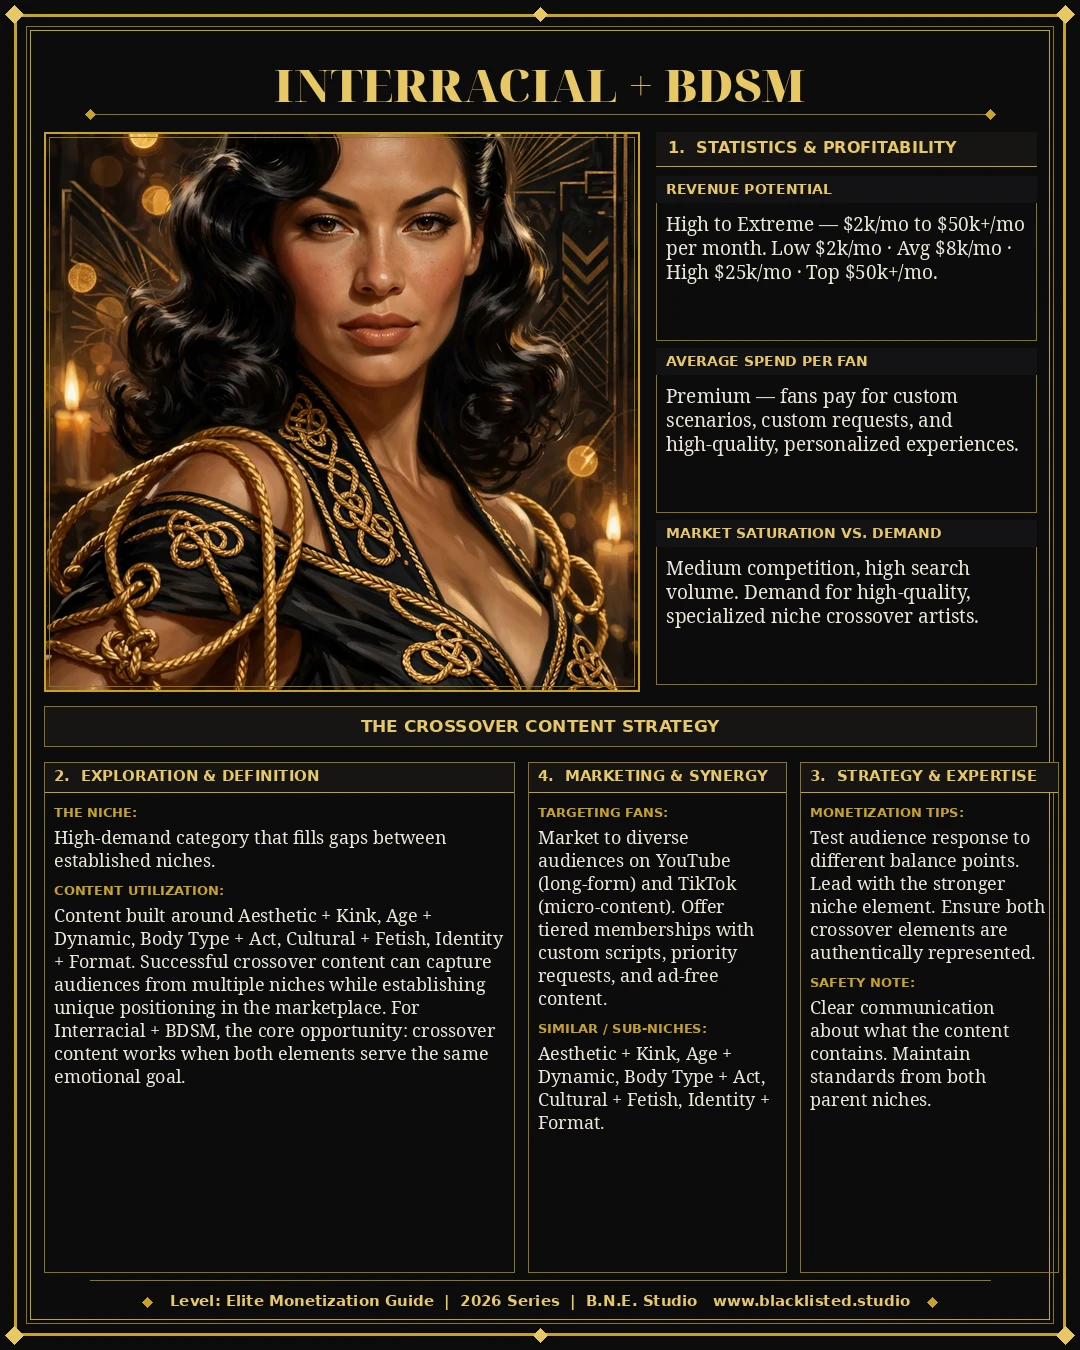 INTERRACIAL + BDSM
1. STATISTICS & PROFITABILITY
REVENUE POTENTIAL
High to Extreme — $2k/mo to $50k+/mo
per month. Low $2k/mo · Avg $8k/mo ·
High $25k/mo · Top $50k+/mo.
AVERAGE SPEND PER FAN
Premium — fans pay for custom
scenarios, custom requests, and
high-quality, personalized experiences.
MARKET SATURATION VS. DEMAND
Medium competition, high search
volume. Demand for high-quality,
specialized niche crossover artists.
THE CROSSOVER CONTENT STRATEGY
2. EXPLORATION & DEFINITION
THE NICHE:
High-demand category that fills gaps between
established niches.
CONTENT UTILIZATION:
Content built around Aesthetic + Kink, Age +
Dynamic, Body Type + Act, Cultural + Fetish, Identity
+ Format. Successful crossover content can capture
audiences from multiple niches while establishing
unique positioning in the marketplace. For
Interracial + BDSM, the core opportunity: crossover
content works when both elements serve the same
emotional goal.
4. MARKETING & SYNERGY
TARGETING FANS:
Market to diverse
audiences on YouTube
(long-form) and TikTok
(micro-content). Offer
tiered memberships with
custom scripts, priority
requests, and ad-free
content.
SIMILAR / SUB-NICHES:
Aesthetic + Kink, Age +
Dynamic, Body Type + Act,
Cultural + Fetish, Identity +
Format.
3. STRATEGY & EXPERTISE
MONETIZATION TIPS:
Test audience response to
different balance points.
Lead with the stronger
niche element. Ensure both
crossover elements are
authentically represented.
SAFETY NOTE:
Clear communication
about what the content
contains. Maintain
standards from both
parent niches.
Level: Elite Monetization Guide | 2026 Series | B.N.E. Studio www.blacklisted.studio